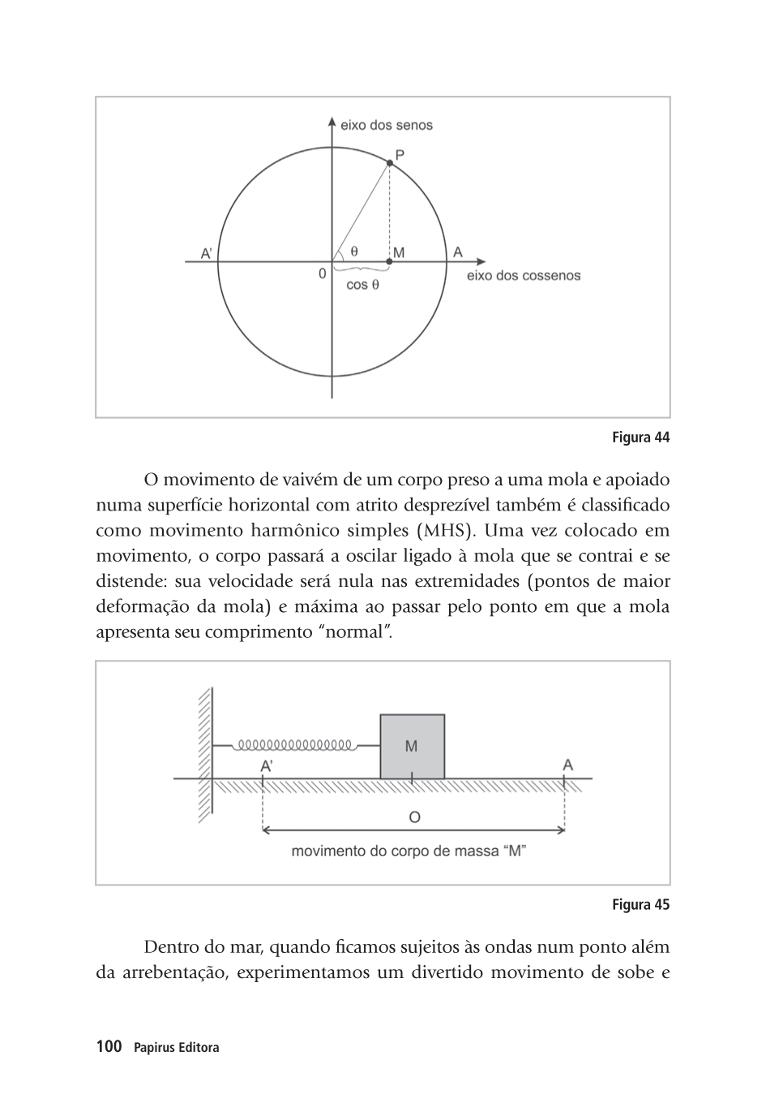 eixo dos senos
P
A'
θ
M
A
0
cos θ
eixo dos cossenos
Figura 44
O movimento de vaivém de um corpo preso a uma mola e apoiado
numa superfície horizontal com atrito desprezível também é classificado
como movimento harmônico simples (MHS). Uma vez colocado em
movimento, o corpo passará a oscilar ligado à mola que se contrai e se
distende: sua velocidade será nula nas extremidades (pontos de maior
deformação da mola) e máxima ao passar pelo ponto em que a mola
apresenta seu comprimento “normal”.
M
A'
A
O
movimento do corpo de massa “M”
Figura 45
Dentro do mar, quando ficamos sujeitos às ondas num ponto além
da arrebentação, experimentamos um divertido movimento de sobe e
100 Papirus Editora